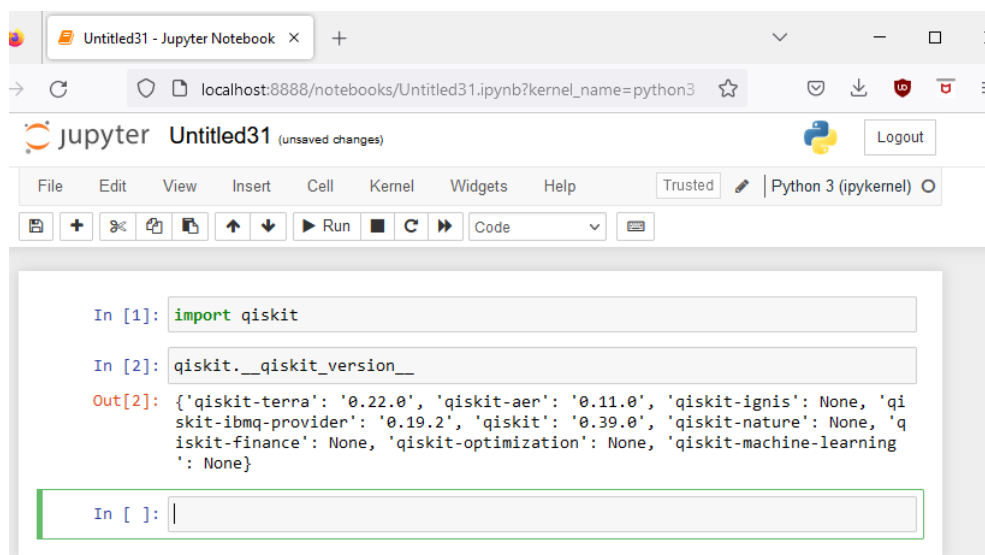 Untitled31 - Jupyter Notebook
localhost:8888/notebooks/Untitled31.ipynb?kernel_name=python3
jupyter Untitled31 (unsaved changes) Logout
File Edit View Insert Cell Kernel Widgets Help Trusted Python 3 (ipykernel)
Run Code
In [1]: import qiskit
In [2]: qiskit.__qiskit_version__
Out[2]: {'qiskit-terra': '0.22.0', 'qiskit-aer': '0.11.0', 'qiskit-ignis': None, 'qi
skit-ibmq-provider': '0.19.2', 'qiskit': '0.39.0', 'qiskit-nature': None, 'q
iskit-finance': None, 'qiskit-optimization': None, 'qiskit-machine-learning
': None}
In [ ]: